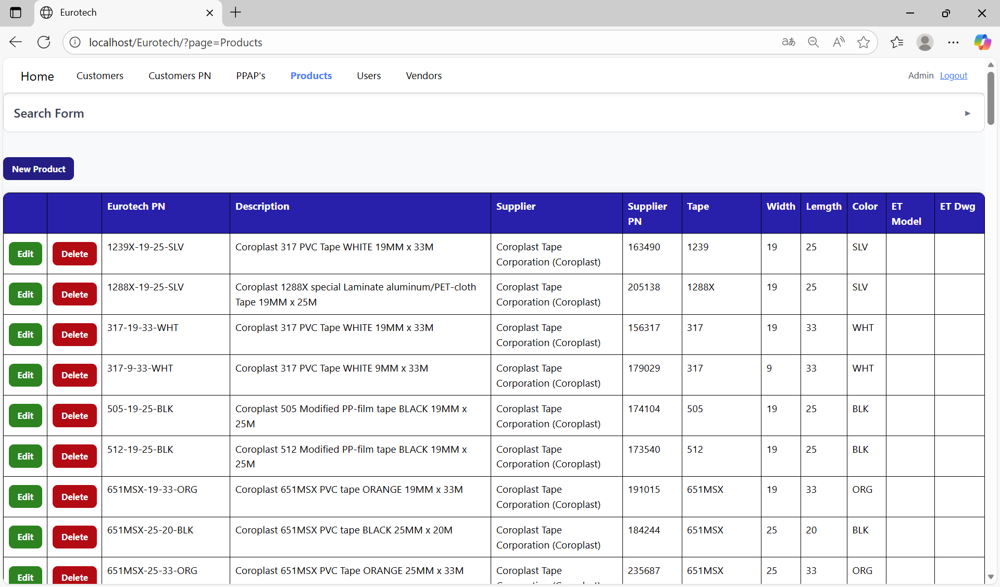 Eurotech
localhost/Eurotech/?page=Products
Home Customers Customers PN PPAP's Products Users Vendors Admin Logout
Search Form
New Product
Eurotech PN Description Supplier Supplier PN Tape Width Lemgth Color ET Model ET Dwg
Edit Delete 1239X-19-25-SLV Coroplast 317 PVC Tape WHITE 19MM x 33M Coroplast Tape Corporation (Coroplast) 163490 1239 19 25 SLV
Edit Delete 1288X-19-25-SLV Coroplast 1288X special Laminate aluminum/PET-cloth Tape 19MM x 25M Coroplast Tape Corporation (Coroplast) 205138 1288X 19 25 SLV
Edit Delete 317-19-33-WHT Coroplast 317 PVC Tape WHITE 19MM x 33M Coroplast Tape Corporation (Coroplast) 156317 317 19 33 WHT
Edit Delete 317-9-33-WHT Coroplast 317 PVC Tape WHITE 9MM x 33M Coroplast Tape Corporation (Coroplast) 179029 317 9 33 WHT
Edit Delete 505-19-25-BLK Coroplast 505 Modified PP-film tape BLACK 19MM x 25M Coroplast Tape Corporation (Coroplast) 174104 505 19 25 BLK
Edit Delete 512-19-25-BLK Coroplast 512 Modified PP-film tape BLACK 19MM x 25M Coroplast Tape Corporation (Coroplast) 173540 512 19 25 BLK
Edit Delete 651MSX-19-33-ORG Coroplast 651MSX PVC tape ORANGE 19MM x 33M Coroplast Tape Corporation (Coroplast) 191015 651MSX 19 33 ORG
Edit Delete 651MSX-25-20-BLK Coroplast 651MSX PVC tape BLACK 25MM x 20M Coroplast Tape Corporation (Coroplast) 184244 651MSX 25 20 BLK
Edit Delete 651MSX-25-33-ORG Coroplast 651MSX PVC Tape ORANGE 25MM x 33M Coroplast Tape 235687 651MSX 25 33 ORG